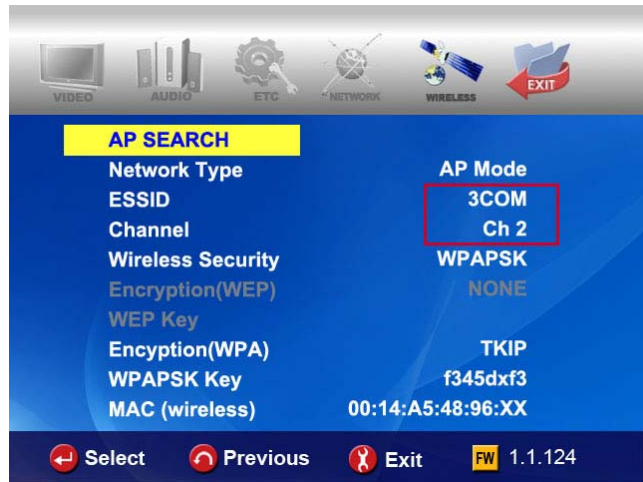 VIDEO AUDIO ETC NETWORK WIRELESS EXIT
AP SEARCH
Network Type AP Mode
ESSID 3COM
Channel Ch 2
Wireless Security WPAPSK
Encryption(WEP) NONE
WEP Key
Encyption(WPA) TKIP
WPAPSK Key f345dxf3
MAC (wireless) 00:14:A5:48:96:XX
Select Previous Exit FW 1.1.124